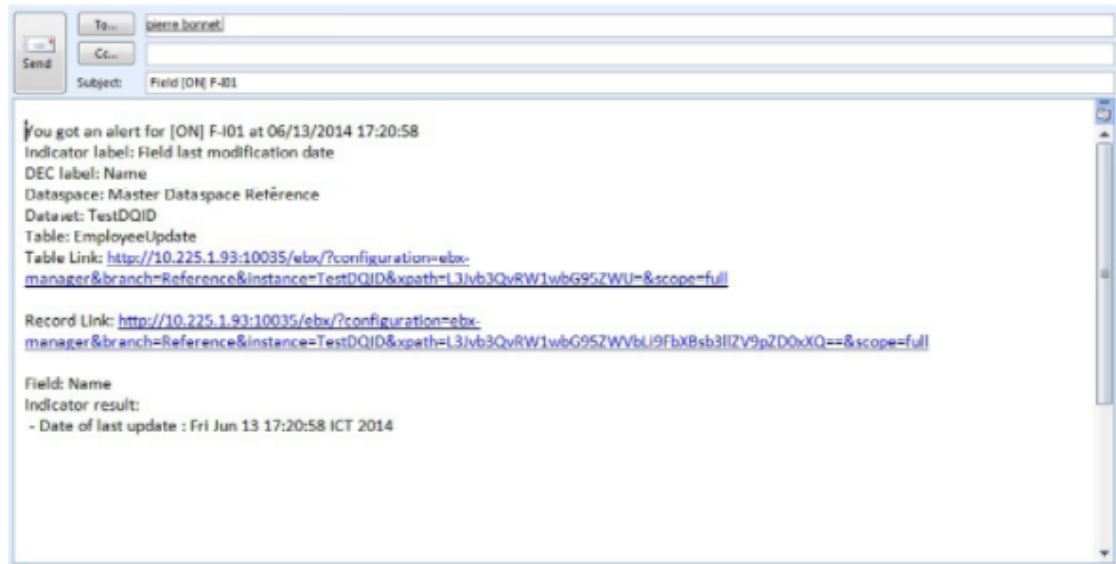 To...
pierre bonnet;
Cc...
Send
Subject: Field [ON] F-I01
You got an alert for [ON] F-I01 at 06/13/2014 17:20:58
Indicator label: Field last modification date
DEC label: Name
Dataspace: Master Dataspace Reférence
Dataset: TestDQID
Table: EmployeeUpdate
Table Link: http://10.225.1.93:10035/ebx/?configuration=ebx-
manager&branch=Reference&instance=TestDQID&xpath=L3Jvb3QvRW1wbG95ZWU=&scope=full
Record Link: http://10.225.1.93:10035/ebx/?configuration=ebx-
manager&branch=Reference&instance=TestDQID&xpath=L3Jvb3QvRW1wbG95ZWVbLi9FbXBsb3llZV9pZD0xXQ==&scope=full
Field: Name
Indicator result:
- Date of last update : Fri Jun 13 17:20:58 ICT 2014